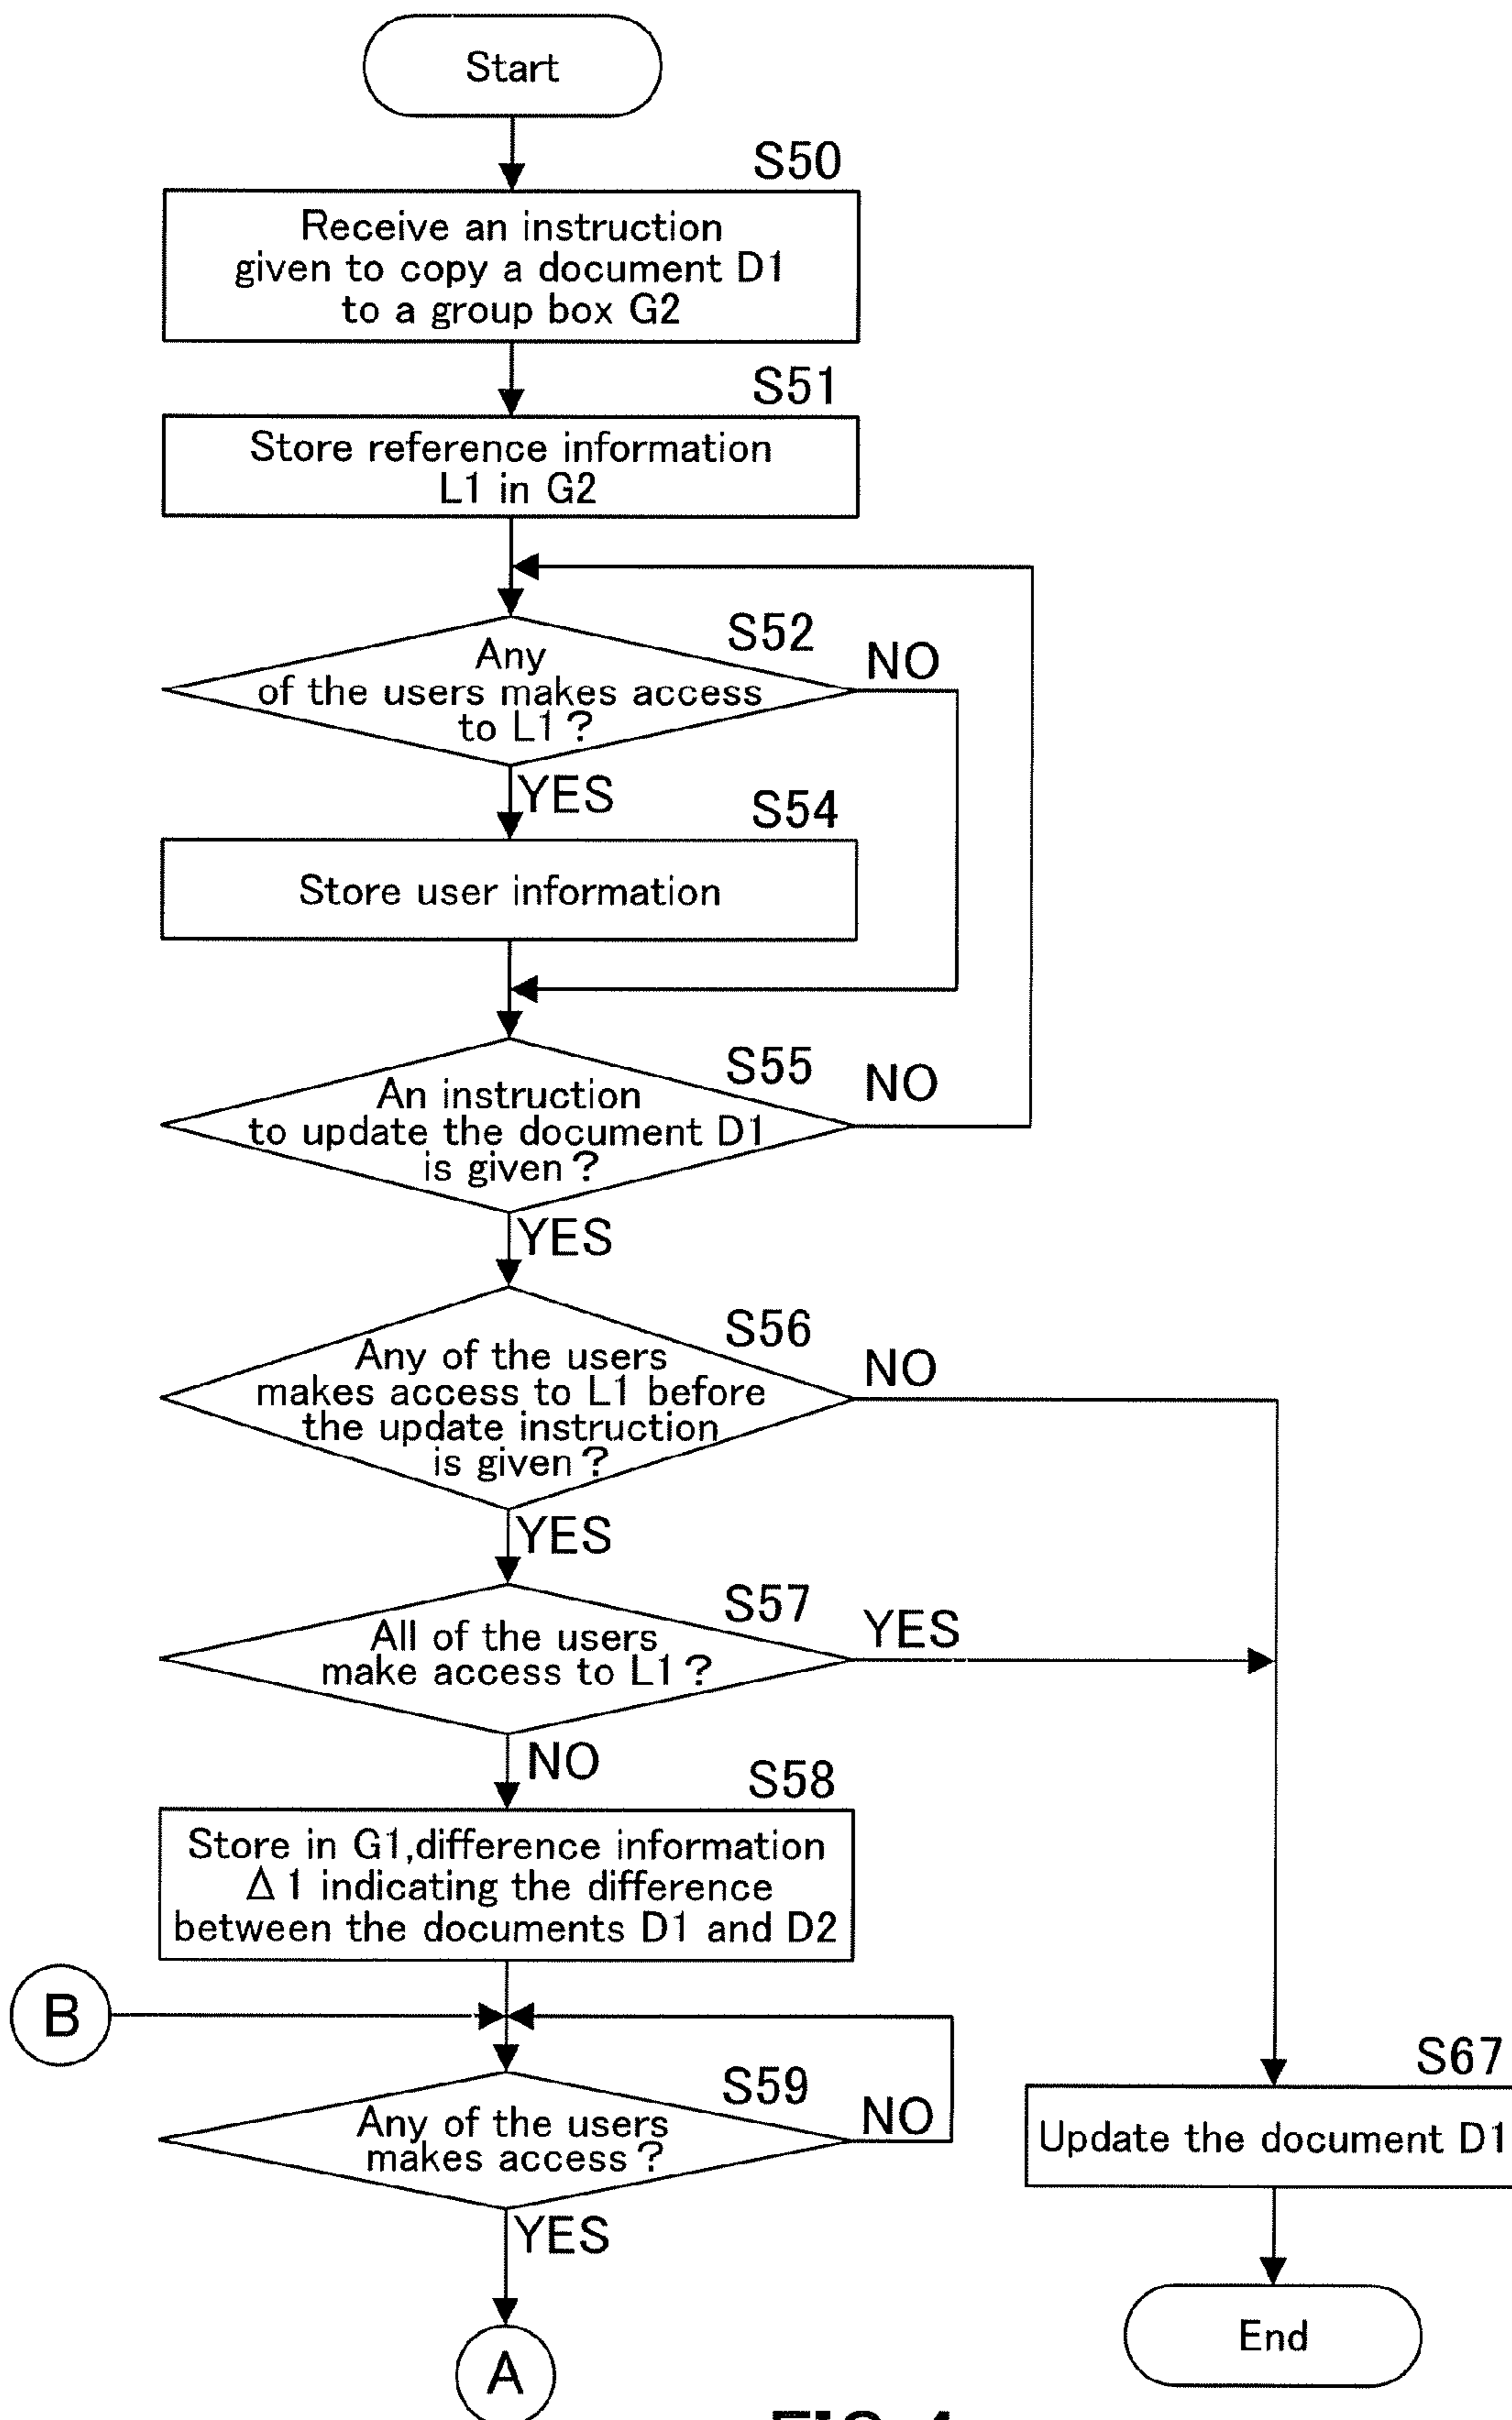 Start
S50
Receive an instruction
given to copy a document D1
to a group box G2
S51
Store reference information
L1 in G2
S52
Any
of the users makes access
to L1?
NO
YES
S54
Store user information
S55
An instruction
to update the document D1
is given?
NO
YES
S56
Any of the users
makes access to L1 before
the update instruction
is given?
NO
YES
S57
All of the users
make access to L1?
YES
NO
S58
Store in G1,difference information
Δ1 indicating the difference
between the documents D1 and D2
B
S59
Any of the users
makes access?
NO
YES
A
S67
Update the document D1
End